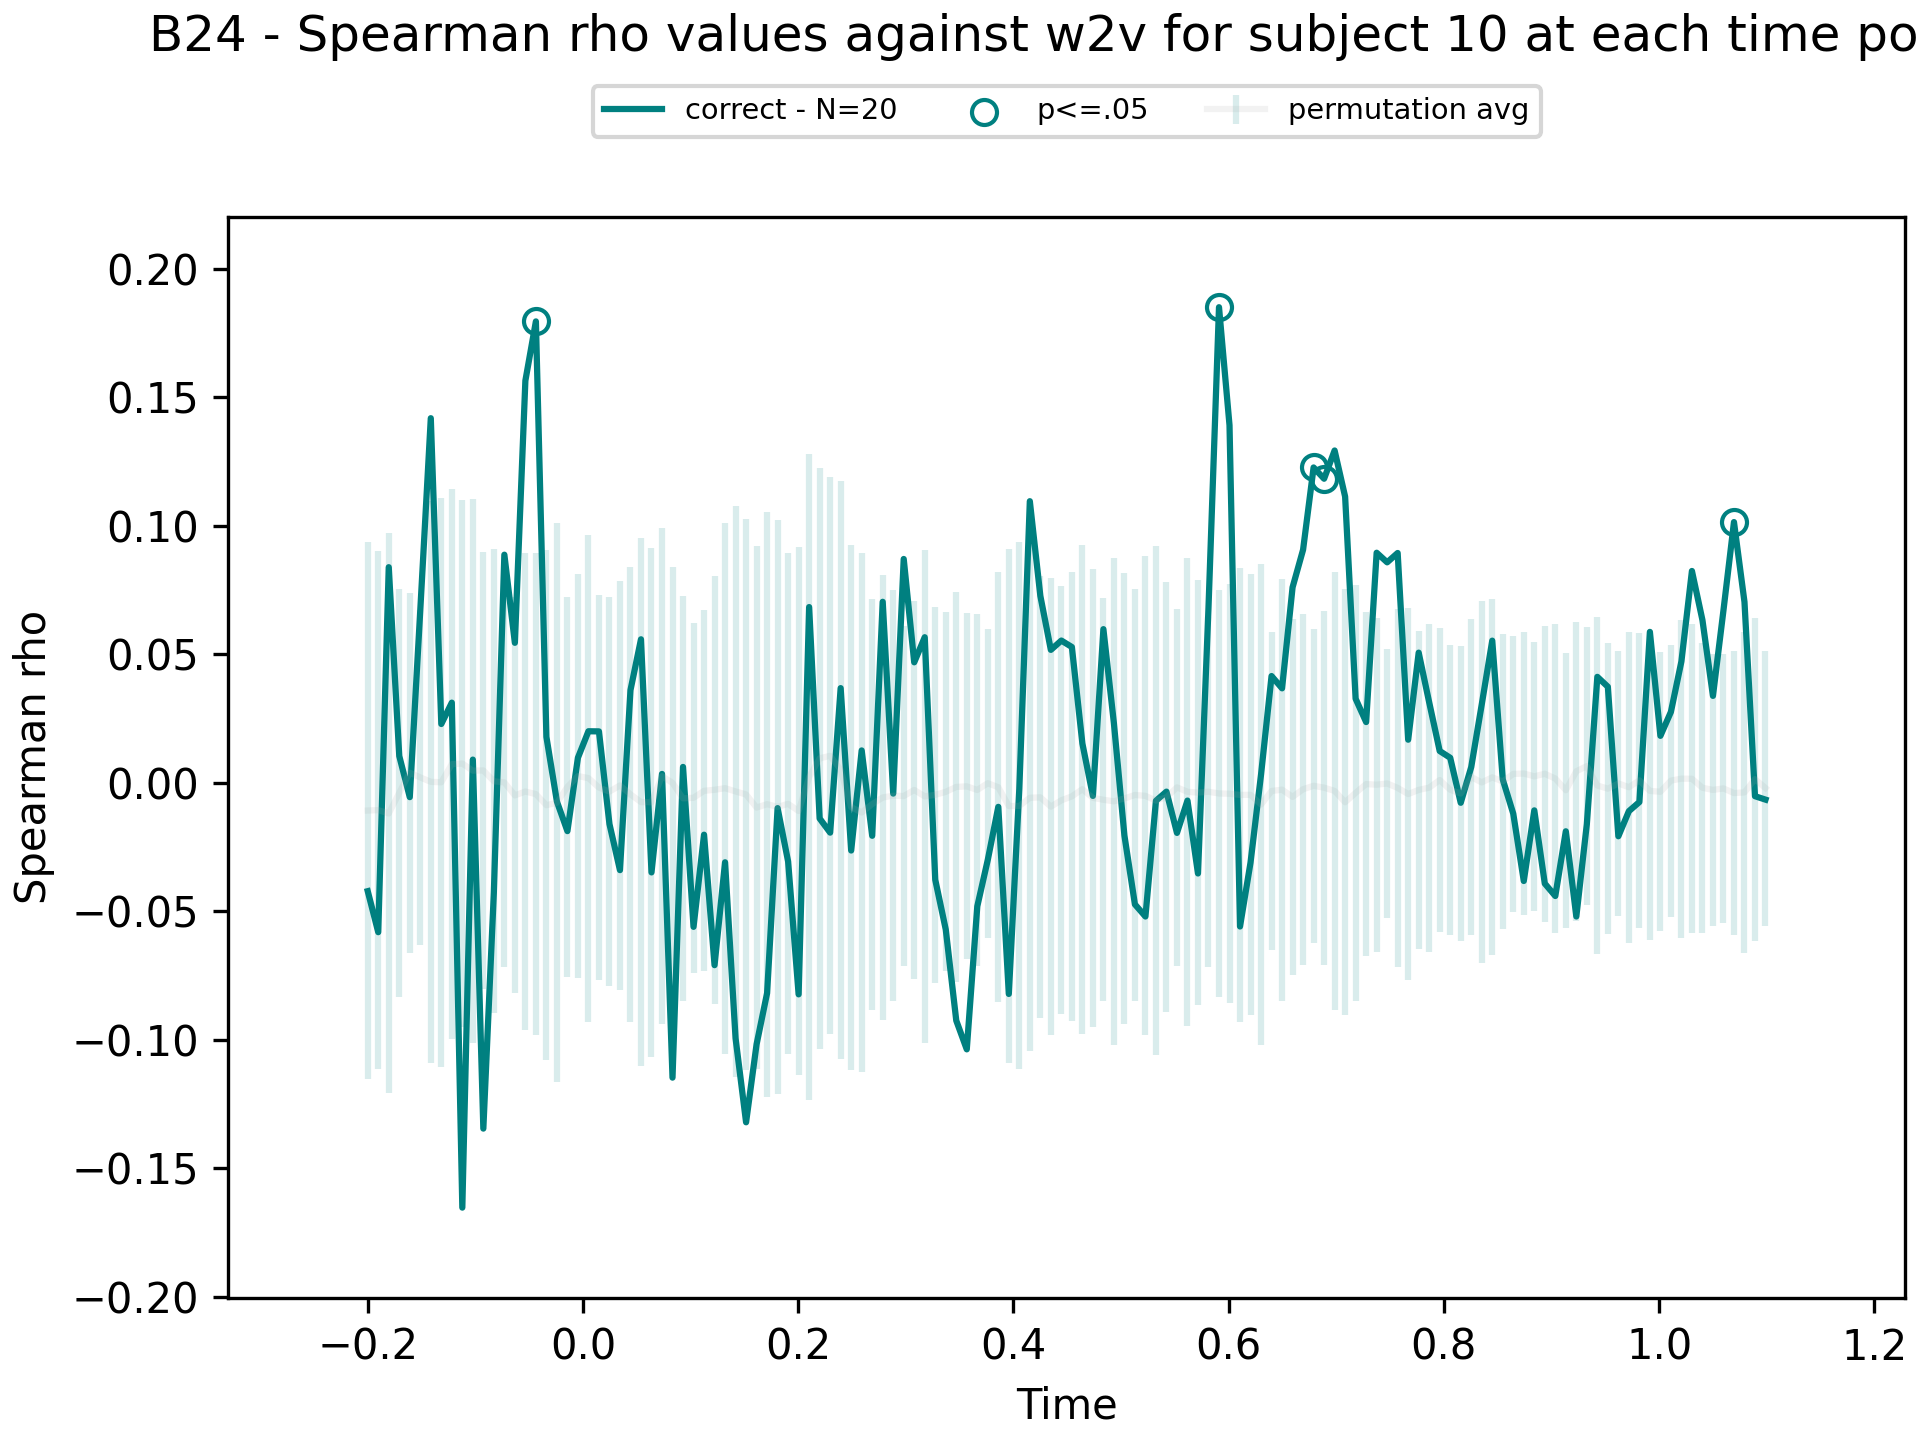 B24 - Spearman rho values against w2v for subject 10 at each time po
correct - N=20 p<=.05 permutation avg
0.20
0.15
0.10
0.05
0.00
−0.05
−0.10
−0.15
−0.20
Spearman rho
−0.2 0.0 0.2 0.4 0.6 0.8 1.0 1.2
Time